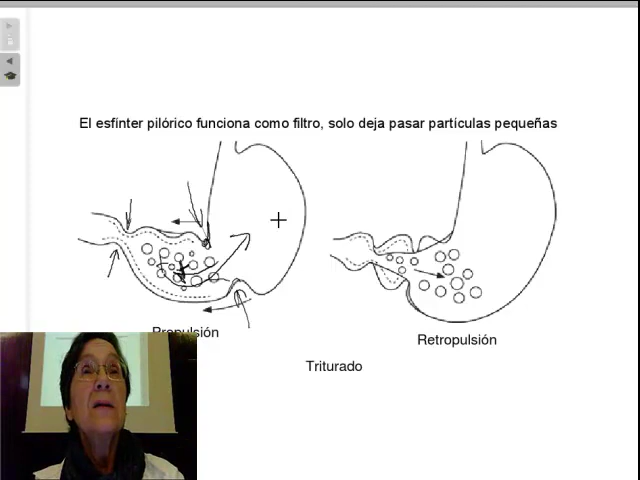 El esfínter pilórico funciona como filtro, solo deja pasar partículas pequeñas
Propulsión
Retropulsión
Triturado